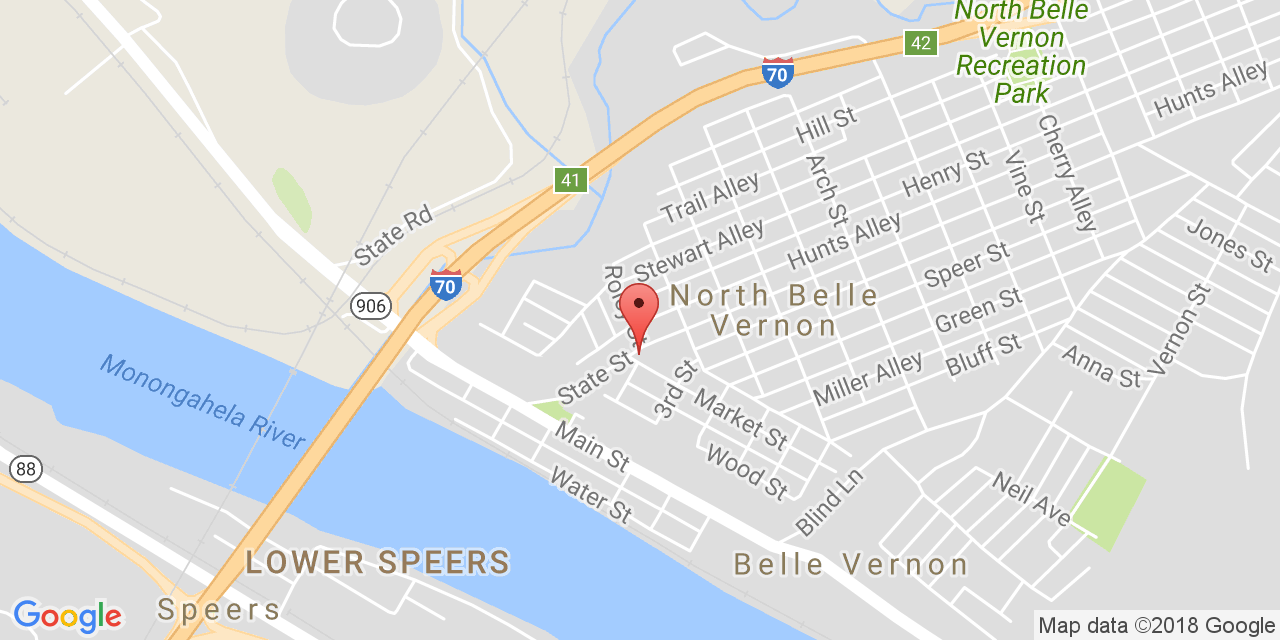 North Belle
Vernon
Recreation
Park
42
70
Hunts Alley
Hill St
Cherry Alley
41
Arch St
Henry St
Vine St
Trail Alley
State Rd
Stewart Alley
Hunts Alley
Jones St
Speer St
70
906
North Belle
Vernon
Green St
Vernon St
Monongahela River
State St
3rd St
Miller Alley
Bluff St
Anna St
Market St
Main St
Wood St
88
Water St
Blind Ln
Neil Ave
LOWER SPEERS
Belle Vernon
Speers
Google
Map data ©2018 Google